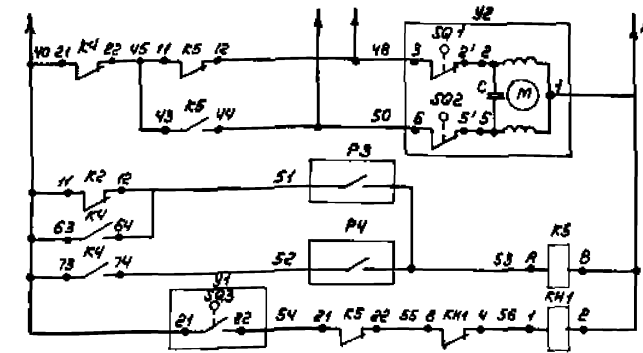 У2
SQ1
40 21 К4 22 45 11 К5 12 48 3 2' 2
С М 1
SQ2
43 К5 44 50 6 5' 5
Р3
11 К2 12 51
63 К4 64
Р4
73 К4 74 52 53 А К5 В
У1
SQ3
21 22 54 21 К5 22 55 8 КН1 4 56 1 КН1 2